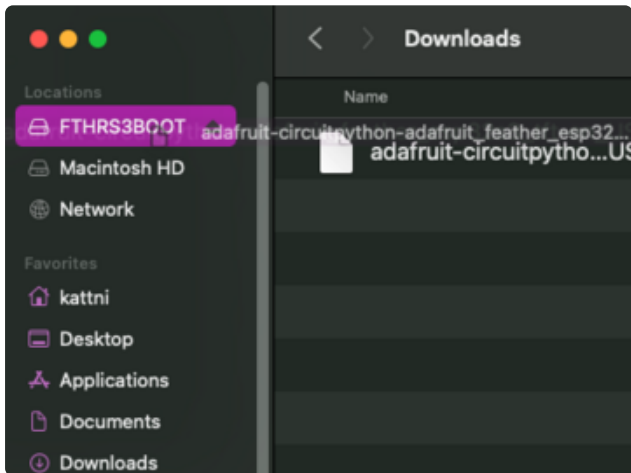 Downloads
Locations
Name
FTHRS3BOOT
adafruit-circuitpython-adafruit_feather_esp32...
adafruit-circuitpytho...US
Macintosh HD
Network
Favorites
kattni
Desktop
Applications
Documents
Downloads